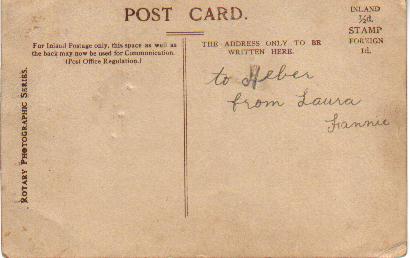 POST CARD.
INLAND
½d.
STAMP
FOREIGN
1d.
For Inland Postage only, this space as well as
the back may now be used for Communication.
(Post Office Regulation.)
THE ADDRESS ONLY TO BE
WRITTEN HERE.
to Heber
from Laura
Fannie
ROTARY PHOTOGRAPHIC SERIES.